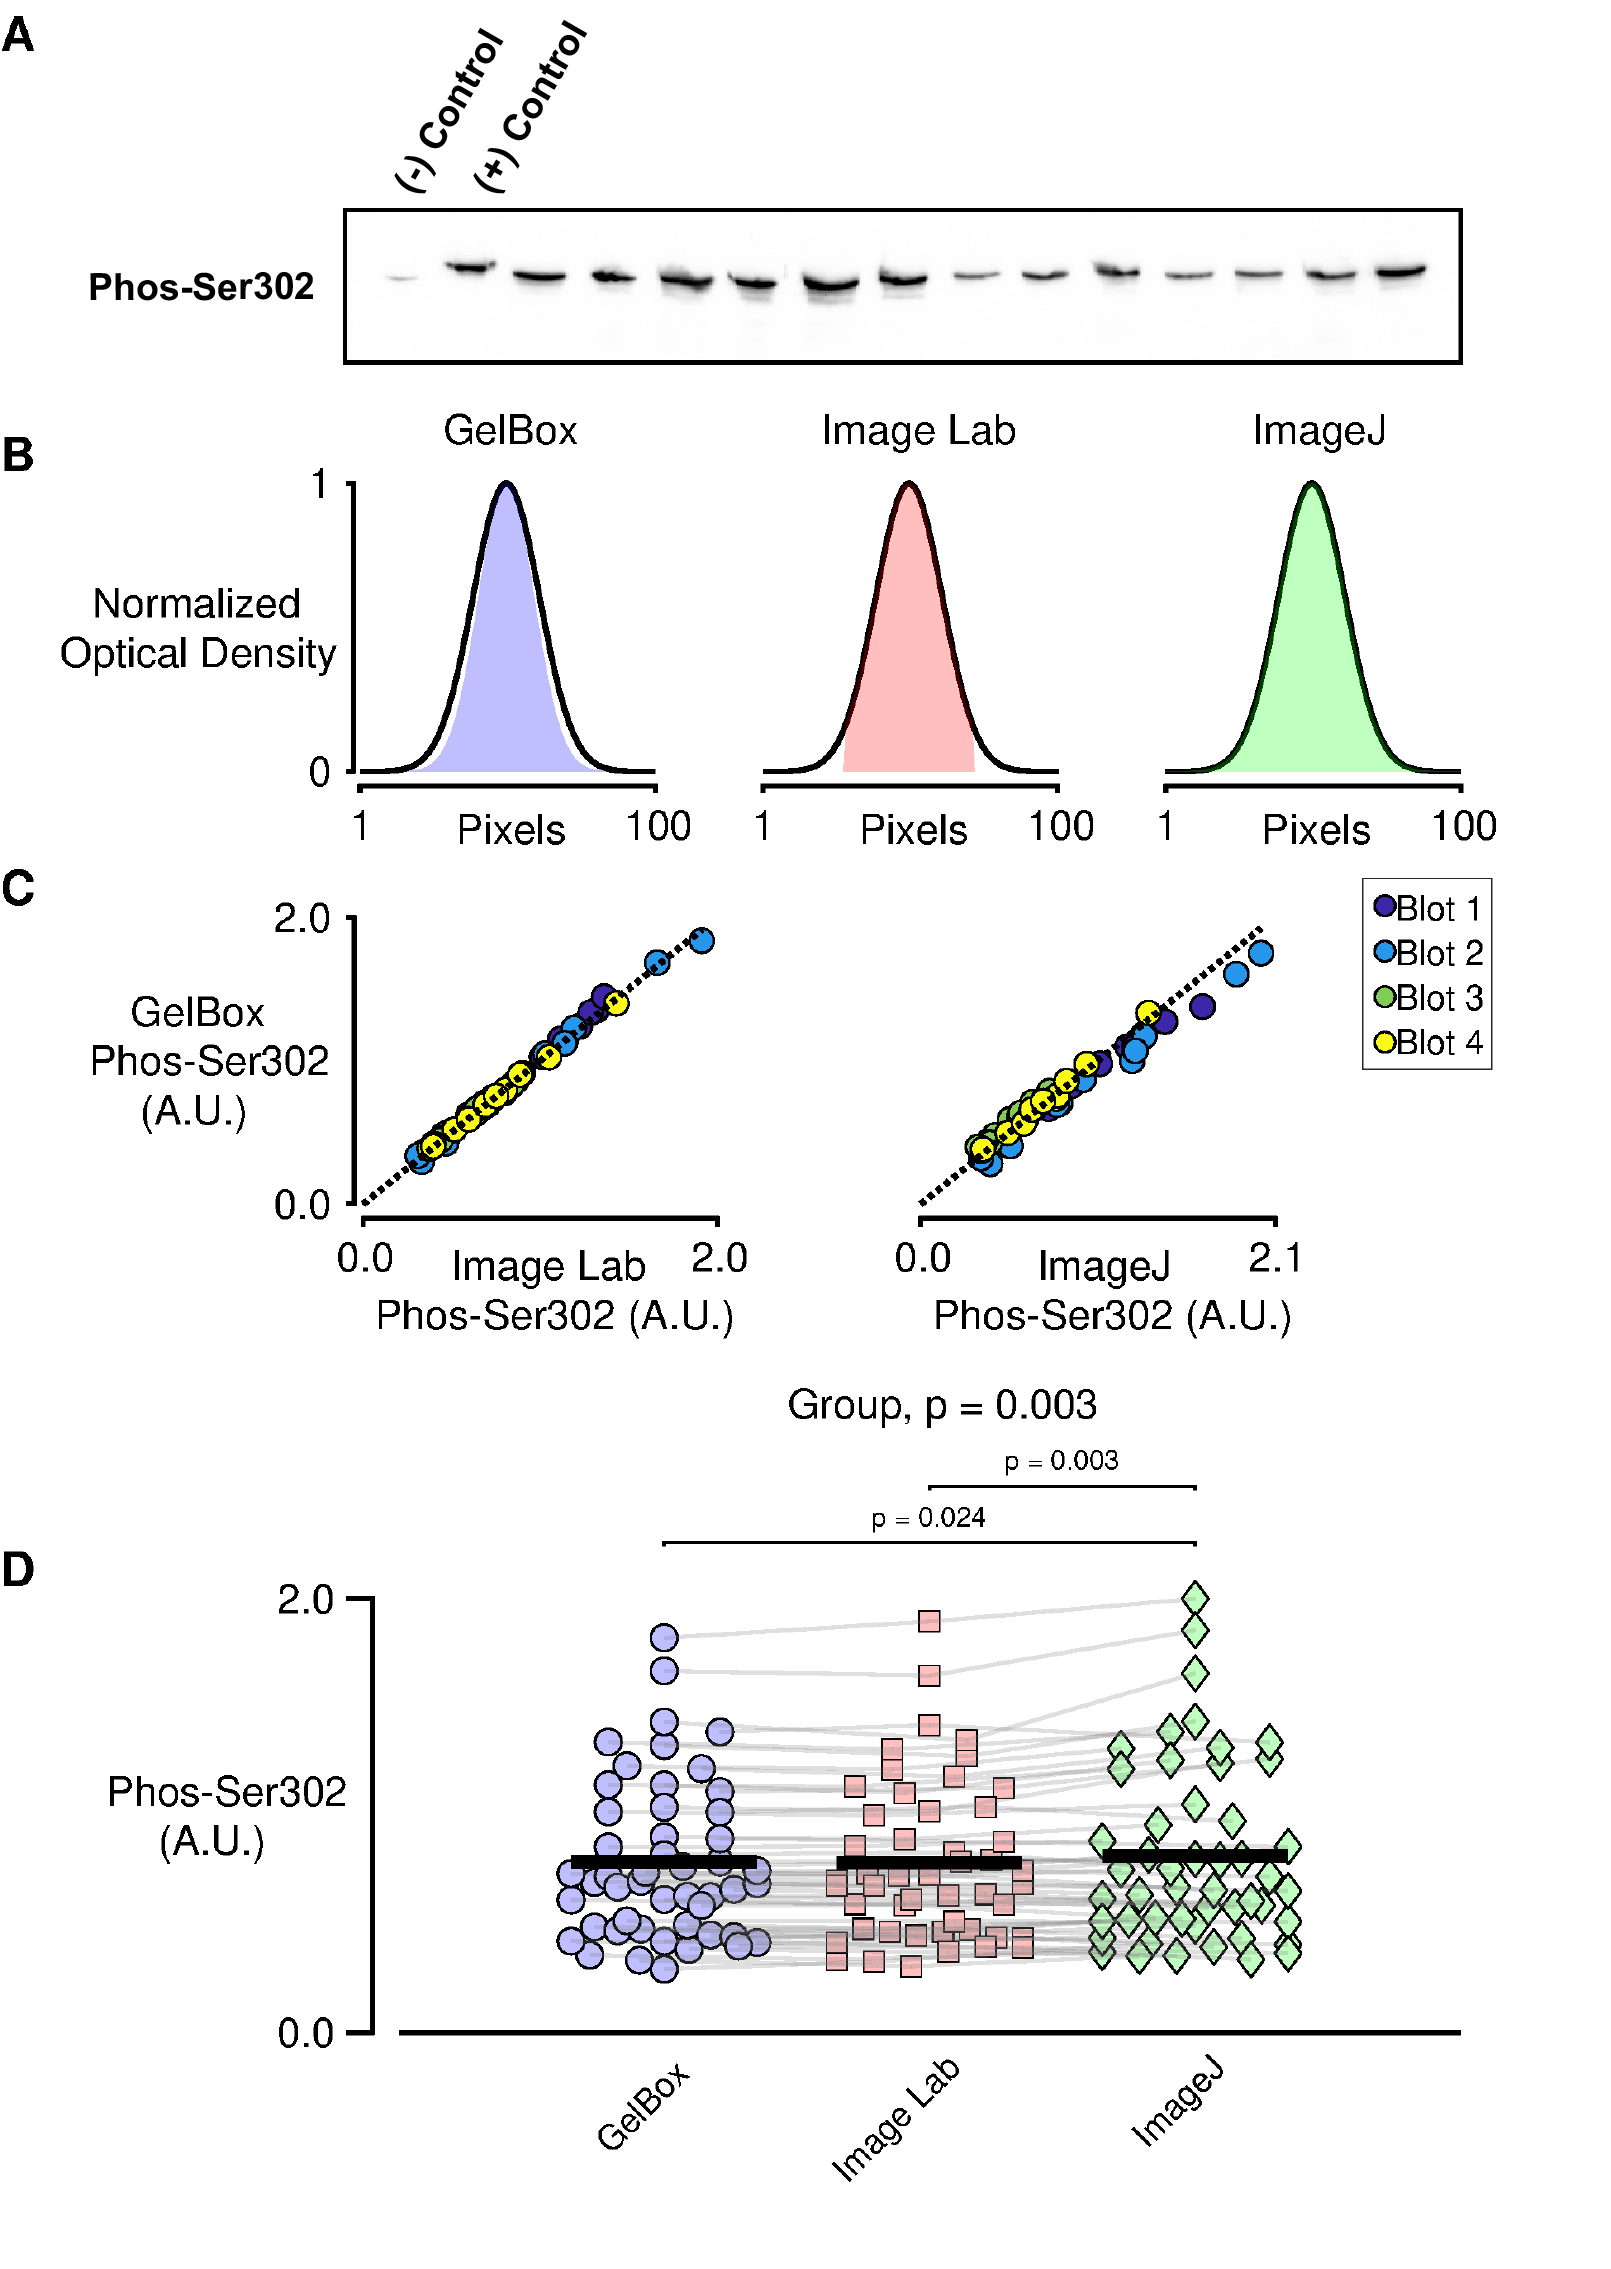 A
(-) Control
(+) Control
Phos-Ser302
B
GelBox
Image Lab
ImageJ
1
Normalized
Optical Density
0
1
Pixels
100
1
Pixels
100
1
Pixels
100
C
2.0
GelBox
Phos-Ser302
(A.U.)
0.0
0.0
Image Lab
2.0
Phos-Ser302 (A.U.)
0.0
ImageJ
2.1
Phos-Ser302 (A.U.)
Blot 1
Blot 2
Blot 3
Blot 4
Group, p = 0.003
p = 0.003
p = 0.024
D
2.0
Phos-Ser302
(A.U.)
0.0
GelBox
Image Lab
ImageJ